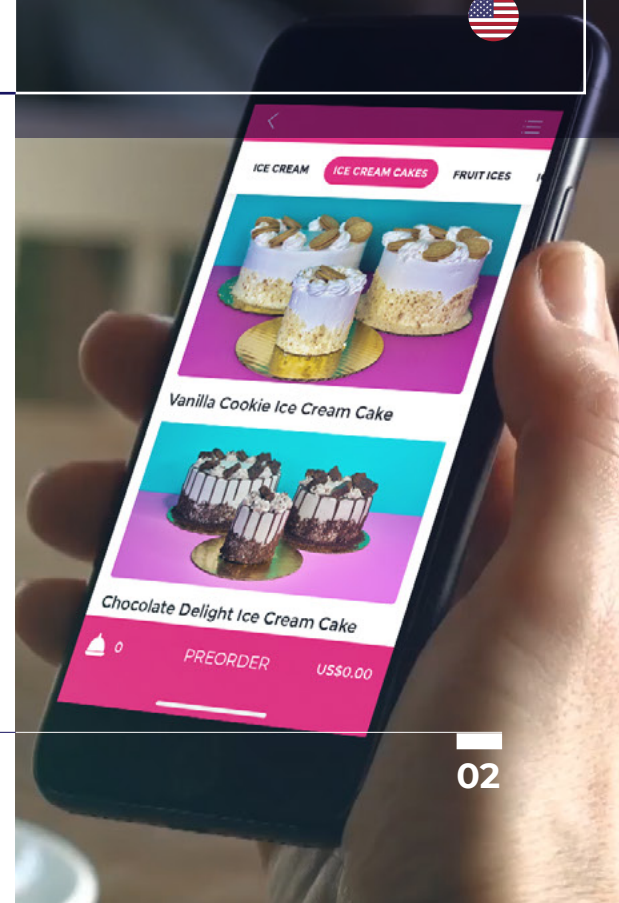 ICE CREAM
ICE CREAM CAKES
FRUIT ICES
Vanilla Cookie Ice Cream Cake
Chocolate Delight Ice Cream Cake
0
PREORDER
US$0.00
02